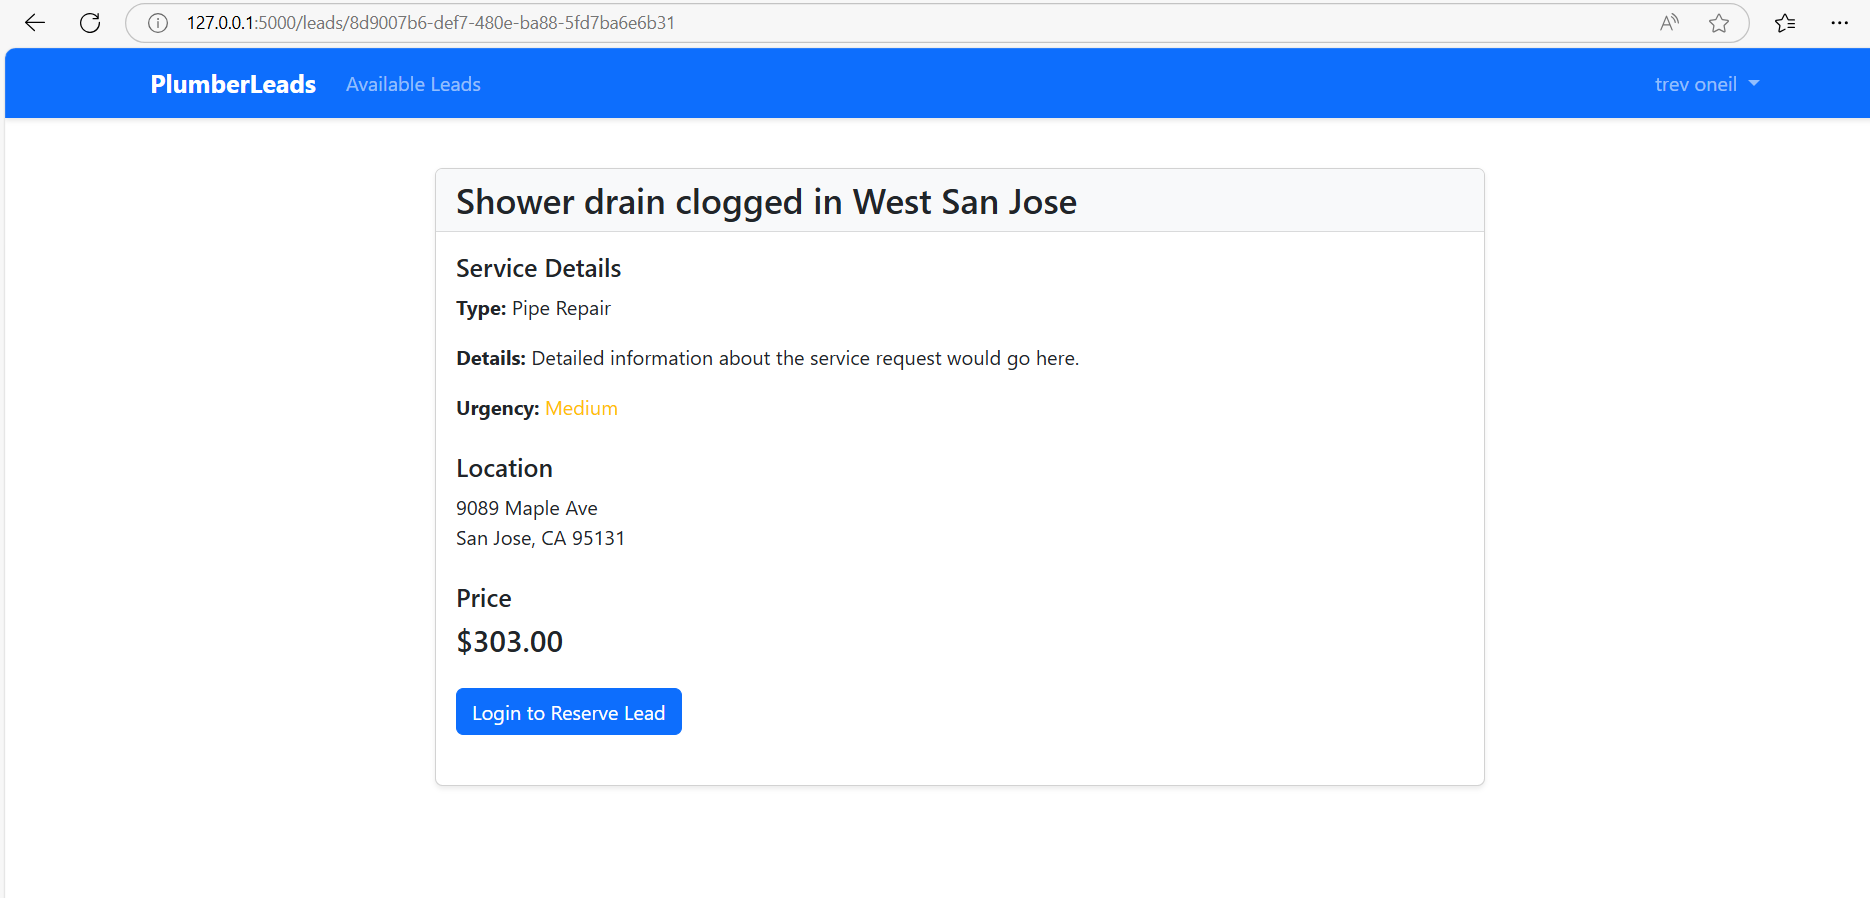 127.0.0.1:5000/leads/8d9007b6-def7-480e-ba88-5fd7ba6e6b31
PlumberLeads Available Leads trev oneil
Shower drain clogged in West San Jose
Service Details
Type: Pipe Repair
Details: Detailed information about the service request would go here.
Urgency: Medium
Location
9089 Maple Ave
San Jose, CA 95131
Price
$303.00
Login to Reserve Lead